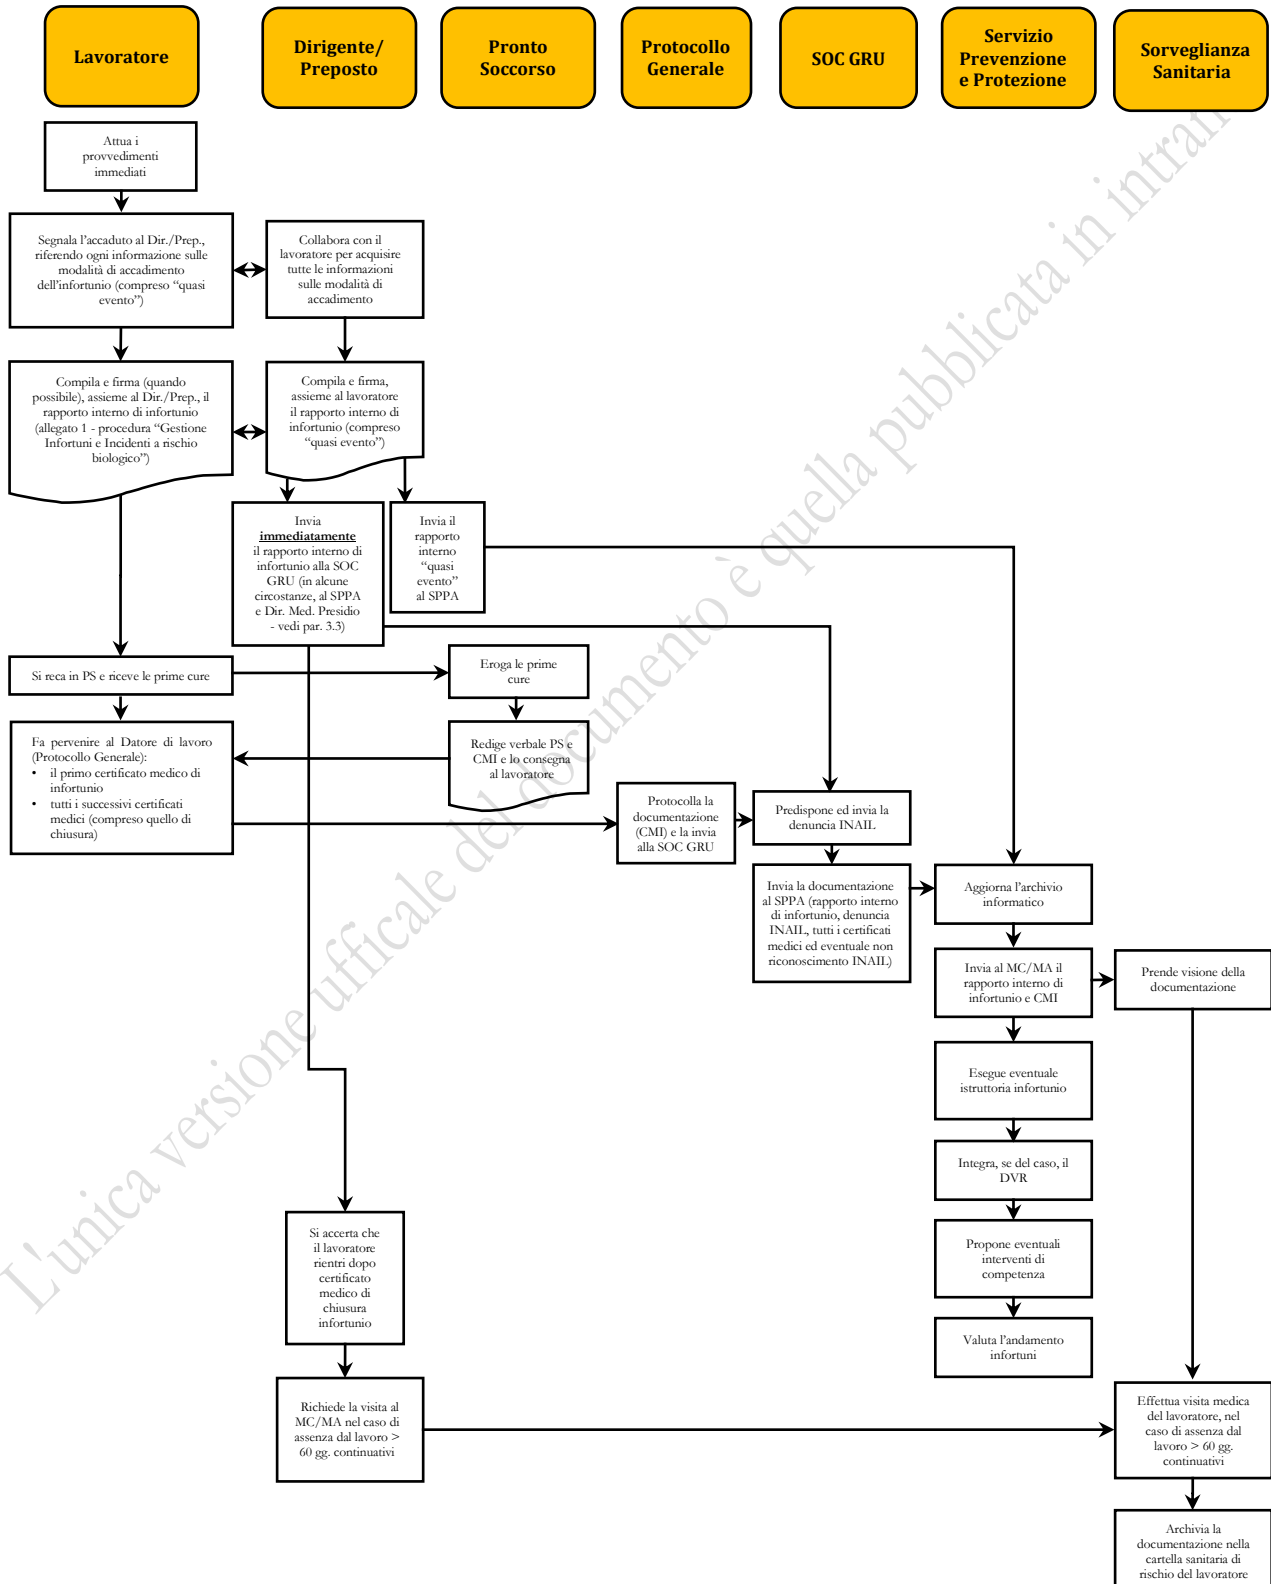 Lavoratore
Dirigente/
Preposto
Pronto
Soccorso
Protocollo
Generale
SOC GRU
Servizio
Prevenzione
e Protezione
Sorveglianza
Sanitaria
Attua i
provvedimenti
immediati
Segnala l’accaduto al Dir./Prep.,
riferendo ogni informazione sulle
modalità di accadimento
dell’infortunio (compreso “quasi
evento”)
Collabora con il
lavoratore per acquisire
tutte le informazioni
sulle modalità di
accadimento
Compila e firma (quando
possibile), assieme al Dir./Prep., il
rapporto interno di infortunio
(allegato 1 - procedura “Gestione
Infortuni e Incidenti a rischio
biologico”)
Compila e firma,
assieme al lavoratore
il rapporto interno di
infortunio (compreso
“quasi evento”)
Invia
immediatamente
il rapporto interno di
infortunio alla SOC
GRU (in alcune
circostanze, al SPPA
e Dir. Med. Presidio
- vedi par. 3.3)
Invia il
rapporto
interno
“quasi
evento”
al SPPA
Si reca in PS e riceve le prime cure
Eroga le prime
cure
Fa pervenire al Datore di lavoro
(Protocollo Generale):
• il primo certificato medico di
infortunio
• tutti i successivi certificati
medici (compreso quello di
chiusura)
Redige verbale PS e
CMI e lo consegna
al lavoratore
Protocolla la
documentazione
(CMI) e la invia
alla SOC GRU
Predispone ed invia la
denuncia INAIL
Invia la documentazione
al SPPA (rapporto interno
di infortunio, denuncia
INAIL, tutti i certificati
medici ed eventuale non
riconoscimento INAIL)
Aggiorna l’archivio
informatico
Invia al MC/MA il
rapporto interno di
infortunio e CMI
Prende visione della
documentazione
Esegue eventuale
istruttoria infortunio
Integra, se del caso, il
DVR
Propone eventuali
interventi di
competenza
Valuta l’andamento
infortuni
Si accerta che
il lavoratore
rientri dopo
certificato
medico di
chiusura
infortunio
Richiede la visita al
MC/MA nel caso di
assenza dal lavoro >
60 gg. continuativi
Effettua visita medica
del lavoratore, nel
caso di assenza dal
lavoro > 60 gg.
continuativi
Archivia la
documentazione nella
cartella sanitaria di
rischio del lavoratore
L'unica versione ufficale del documento è quella pubblicata in intran